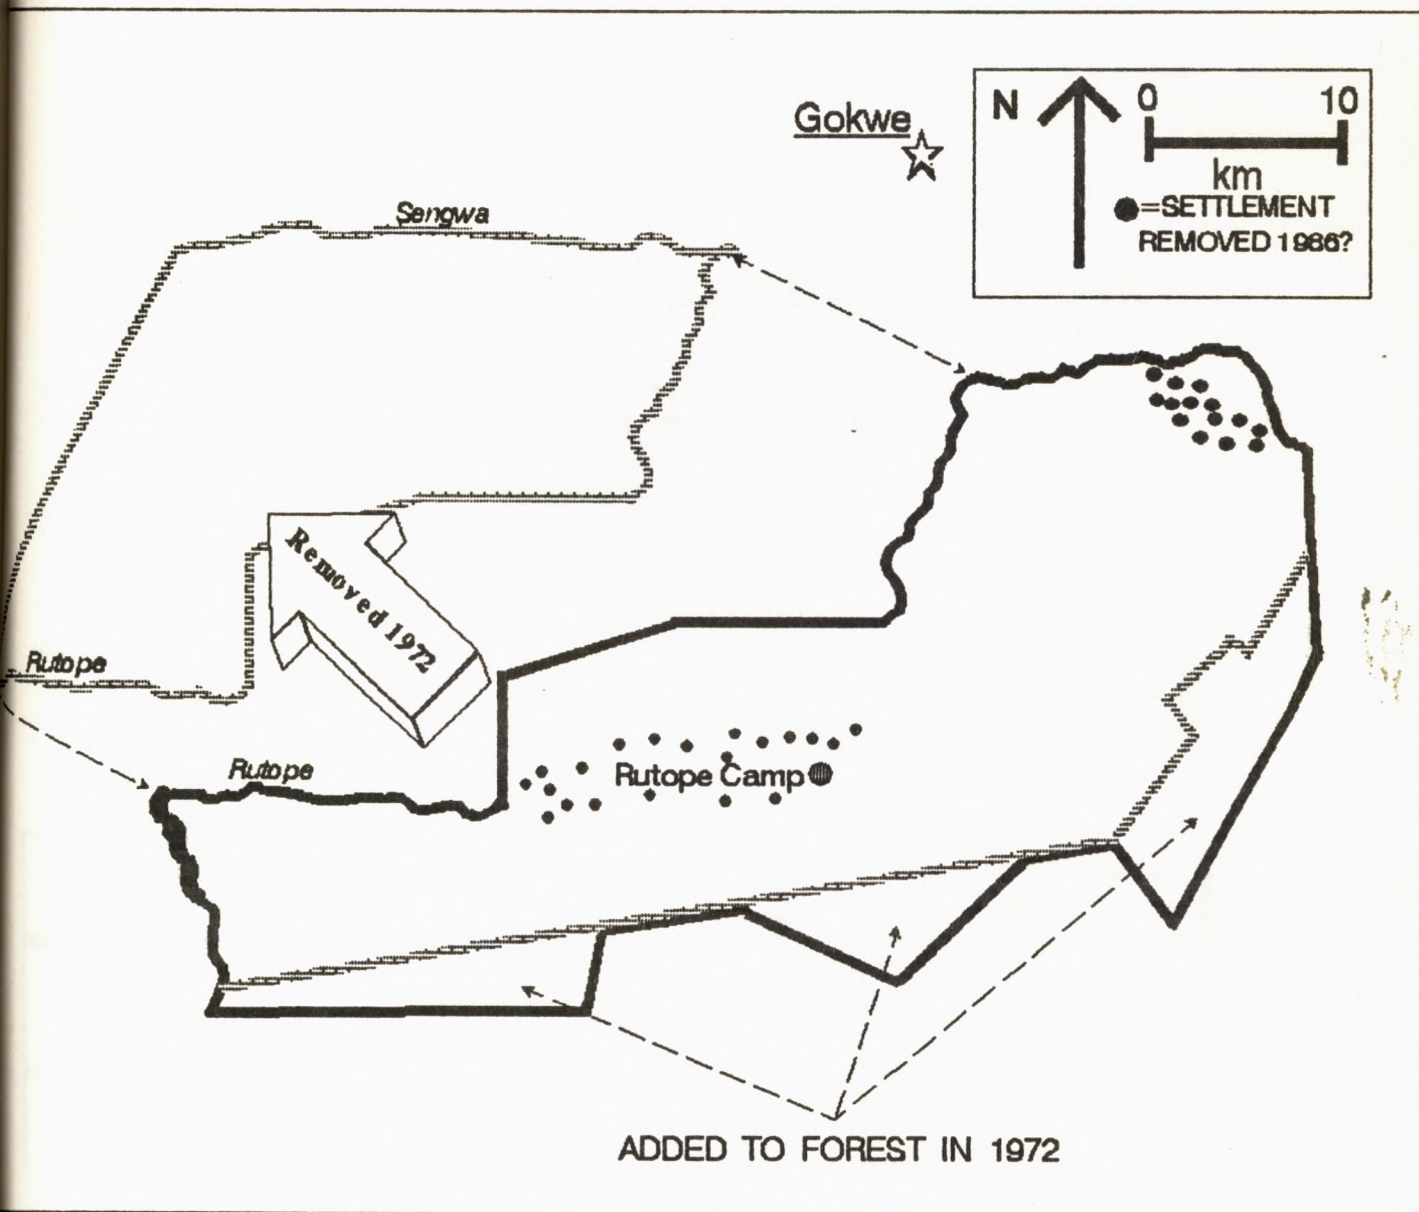 Gokwe
N
0 10
km
=SETTLEMENT
REMOVED 1986?
Sengwa
Removed 1972
Rutope
Rutope
Rutope Camp
ADDED TO FOREST IN 1972